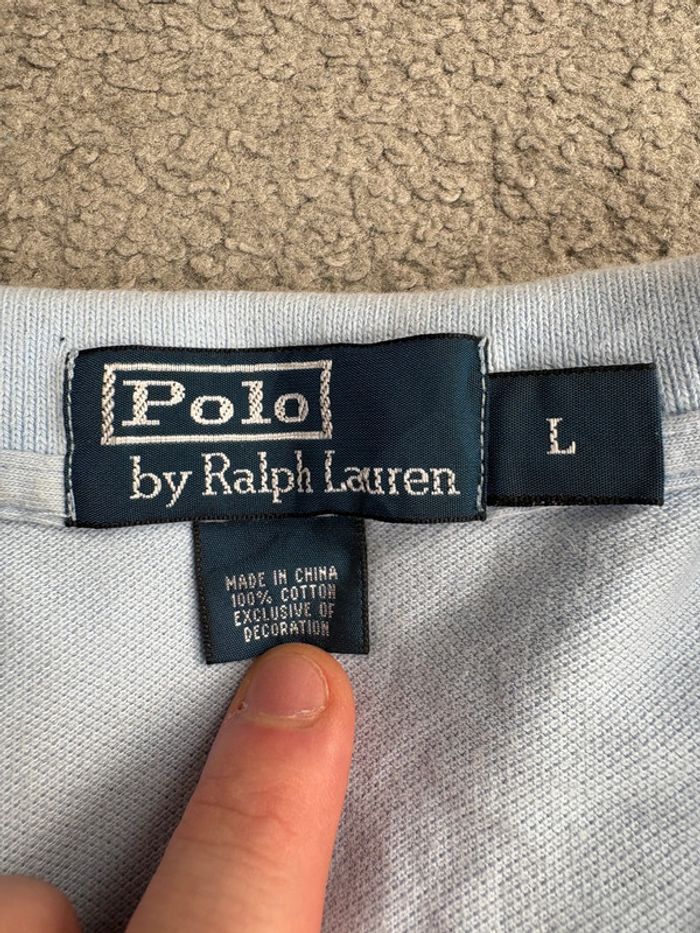 Polo
by Ralph Lauren
L
MADE IN CHINA
100% COTTON
EXCLUSIVE OF
DECORATION